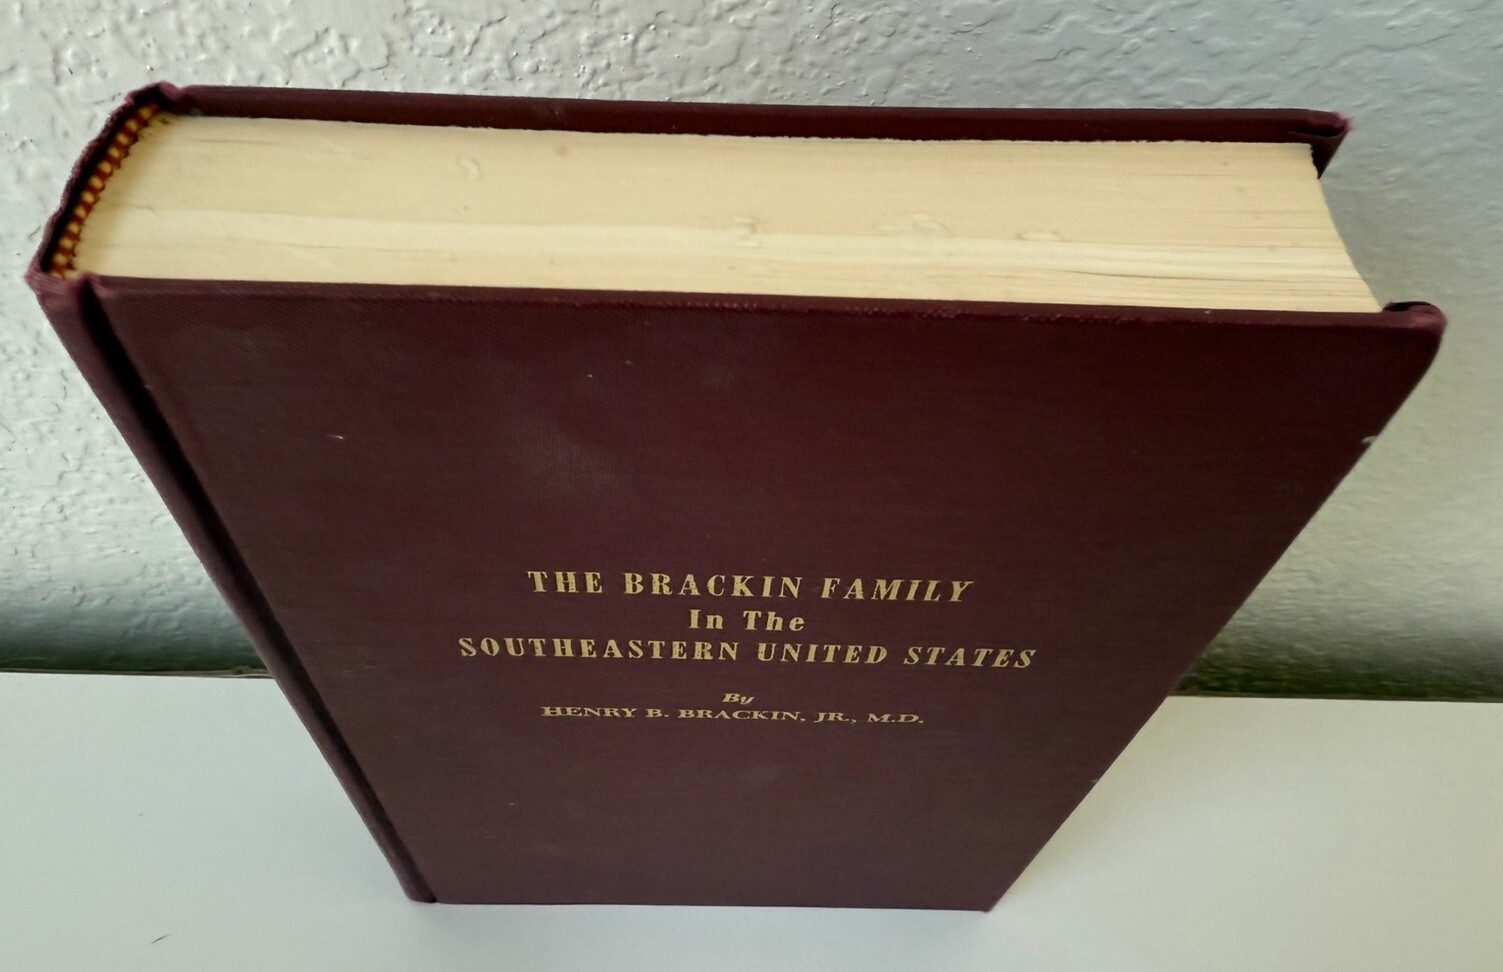 THE BRACKIN FAMILY
In The
SOUTHEASTERN UNITED STATES
By
HENRY B. BRACKIN, JR., M.D.